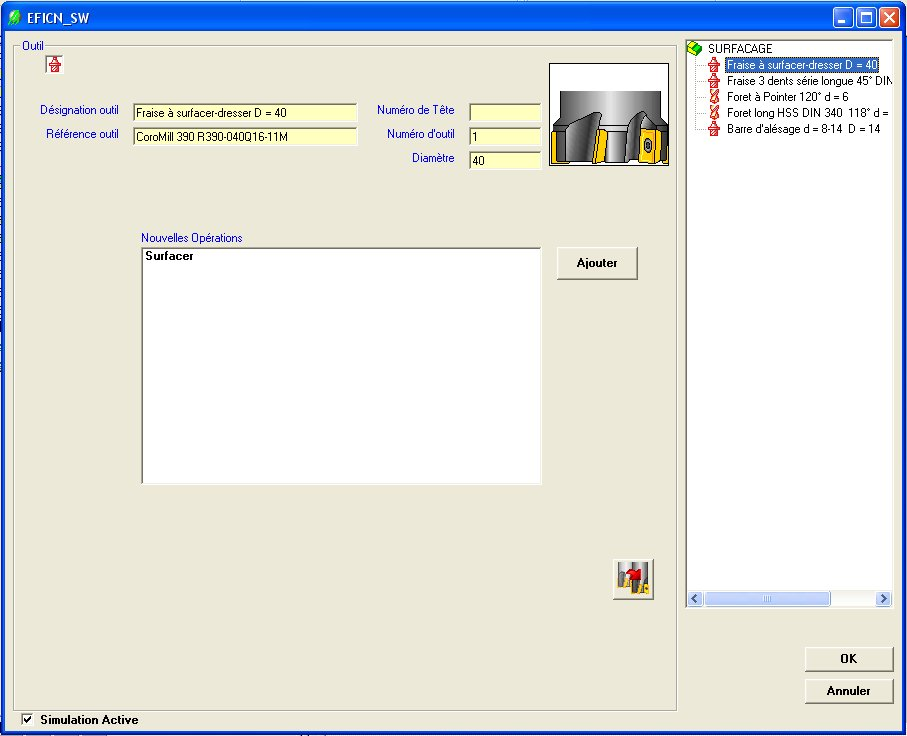 EFICN_SW
Outil
Désignation outil
Fraise à surfacer-dresser D = 40
Numéro de Tête
Référence outil
CoroMill 390 R390-040Q16-11M
Numéro d'outil
1
Diamètre
40
Nouvelles Opérations
Surfacer
Ajouter
SURFACAGE
Fraise à surfacer-dresser D = 40
Fraise 3 dents série longue 45° DIN
Foret à Pointer 120° d = 6
Foret long HSS DIN 340 118° d =
Barre d'alésage d = 8-14 D = 14
OK
Annuler
Simulation Active